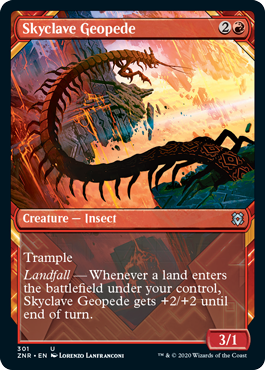 Skyclave Geopede 2
Creature — Insect
Trample
Landfall — Whenever a land enters
the battlefield under your control,
Skyclave Geopede gets +2/+2 until
end of turn.
3/1
301 U
ZNR • EN Lorenzo Lanfranconi ™ & © 2020 Wizards of the Coast